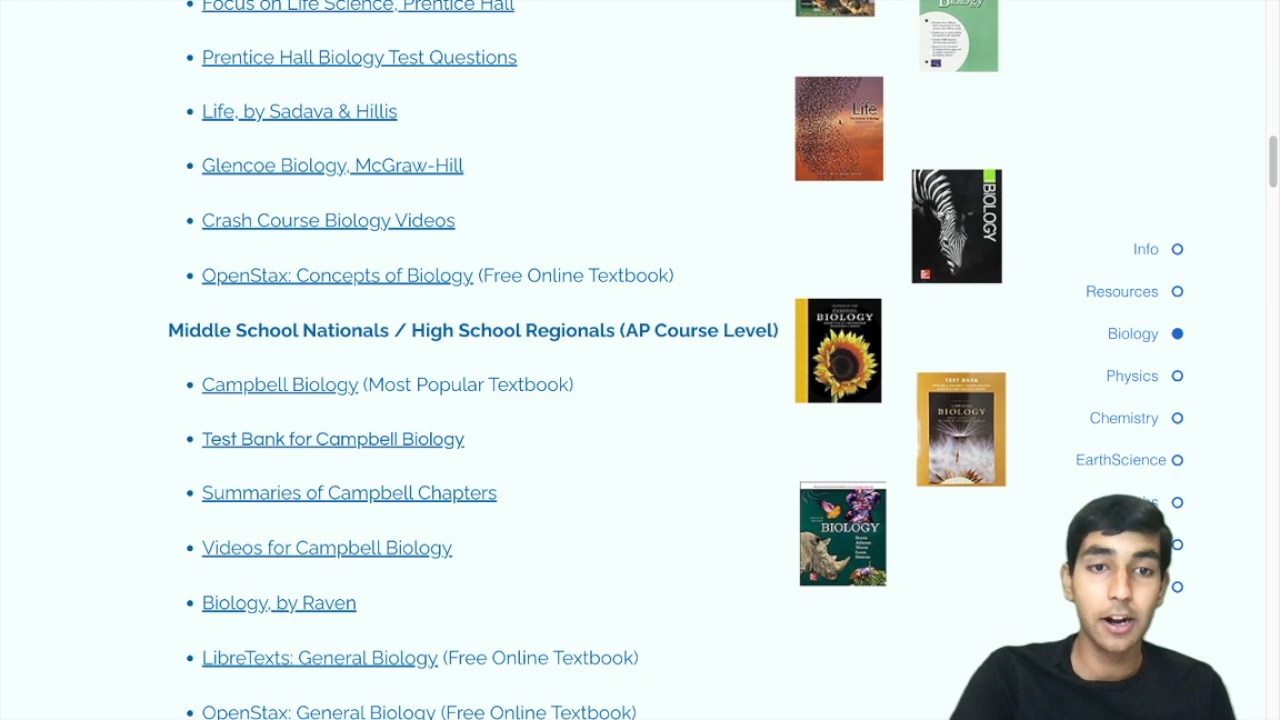 Focus on Life Science, Prentice Hall
Prentice Hall Biology Test Questions
Life, by Sadava & Hillis
Glencoe Biology, McGraw-Hill
Crash Course Biology Videos
OpenStax: Concepts of Biology (Free Online Textbook)
Middle School Nationals / High School Regionals (AP Course Level)
Campbell Biology (Most Popular Textbook)
Test Bank for Campbell Biology
Summaries of Campbell Chapters
Videos for Campbell Biology
Biology, by Raven
LibreTexts: General Biology (Free Online Textbook)
OpenStax: General Biology (Free Online Textbook)
Biology
Life
BIOLOGY
BIOLOGY
TEST BANK
BIOLOGY
BIOLOGY
Info
Resources
Biology
Physics
Chemistry
EarthScience